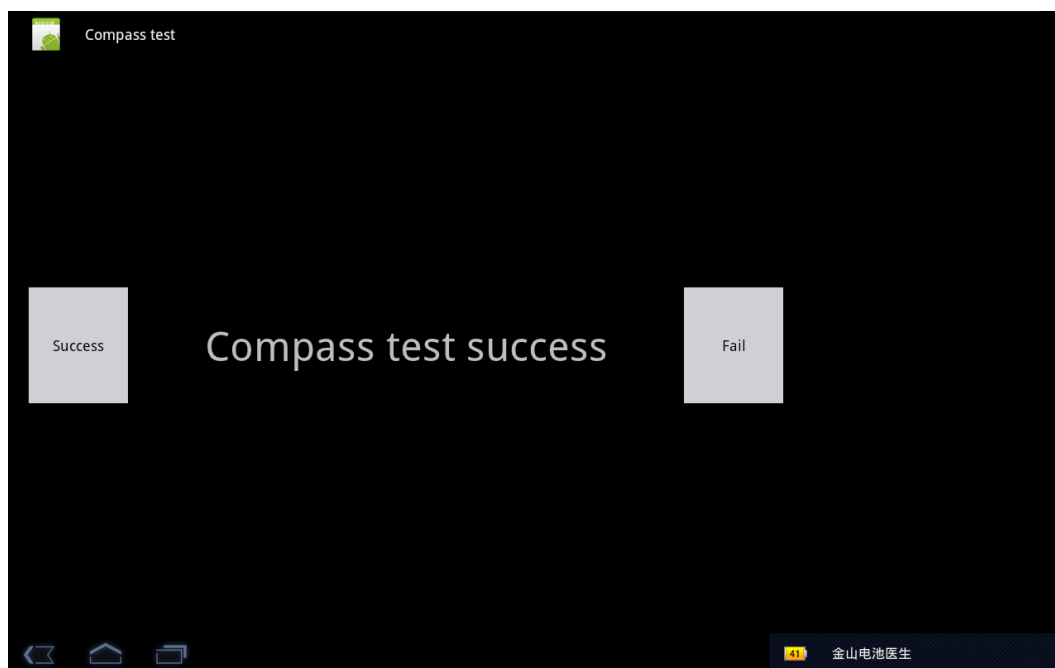 Compass test
Success
Compass test success
Fail
41
金山电池医生